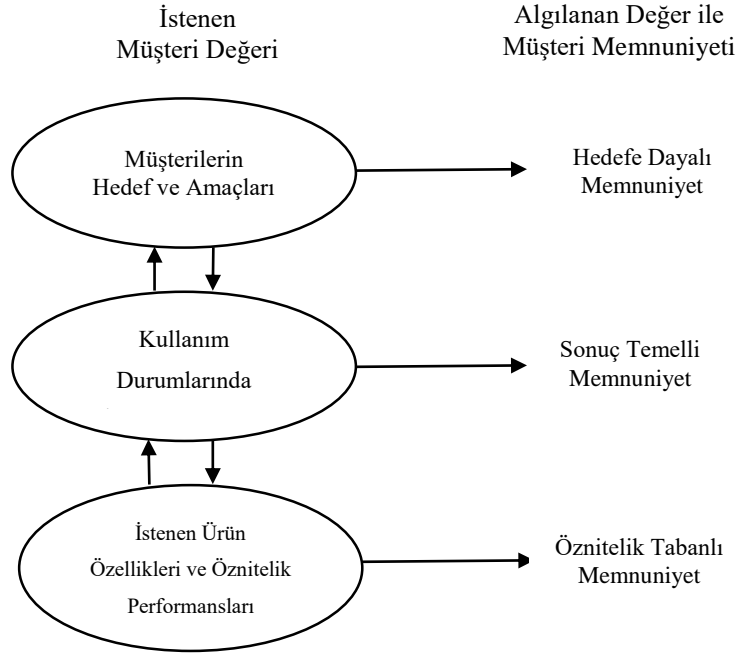 İstenen
Müşteri Değeri
Algılanan Değer ile
Müşteri Memnuniyeti
Müşterilerin
Hedef ve Amaçları
Hedefe Dayalı
Memnuniyet
Kullanım
Durumlarında
Sonuç Temelli
Memnuniyet
İstenen Ürün
Özellikleri ve Öznitelik
Performansları
Öznitelik Tabanlı
Memnuniyet